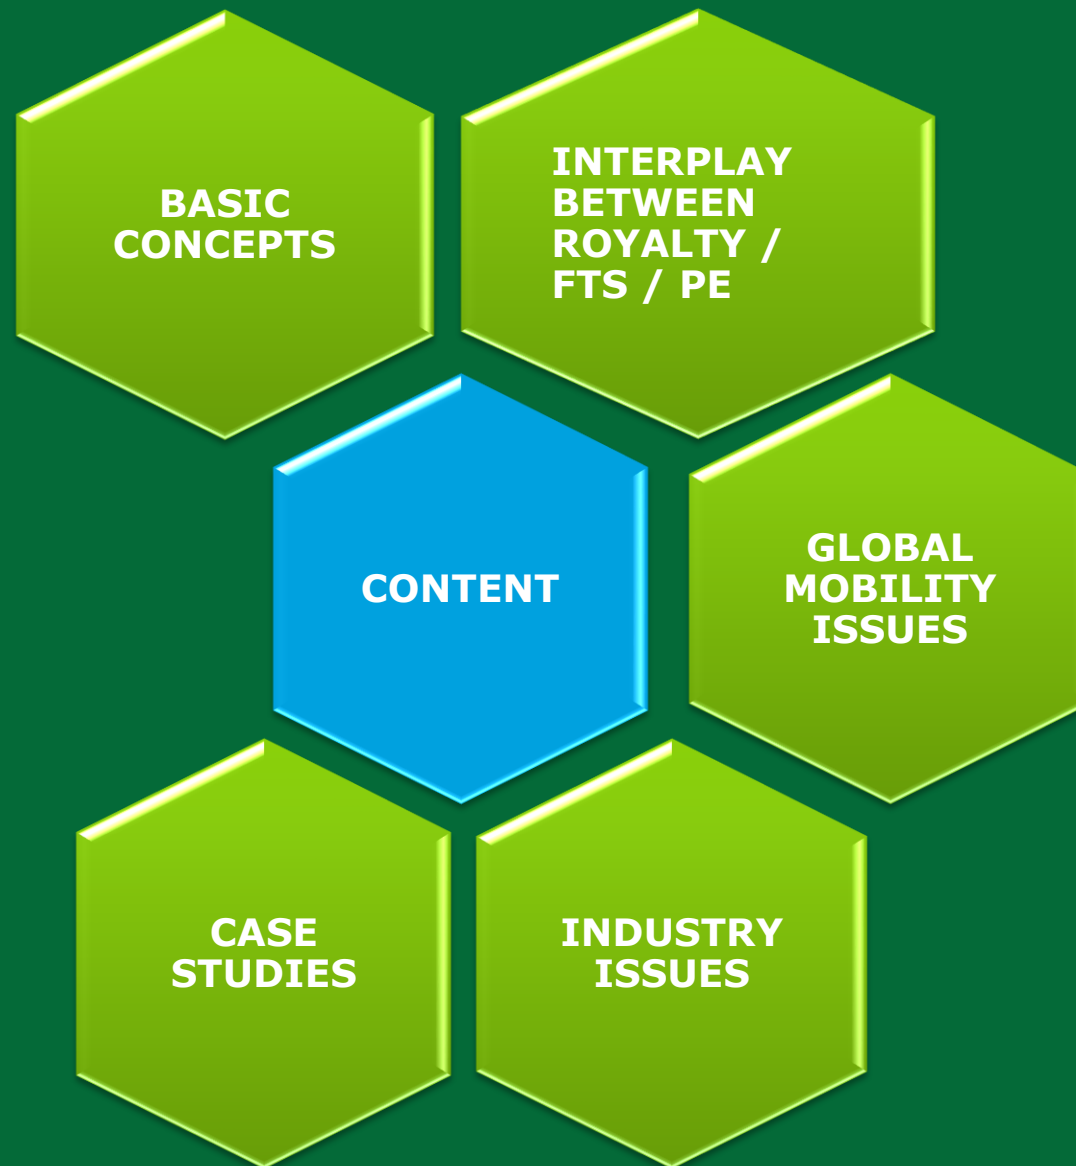 BASIC
CONCEPTS
INTERPLAY
BETWEEN
ROYALTY /
FTS / PE
CONTENT
GLOBAL
MOBILITY
ISSUES
CASE
STUDIES
INDUSTRY
ISSUES